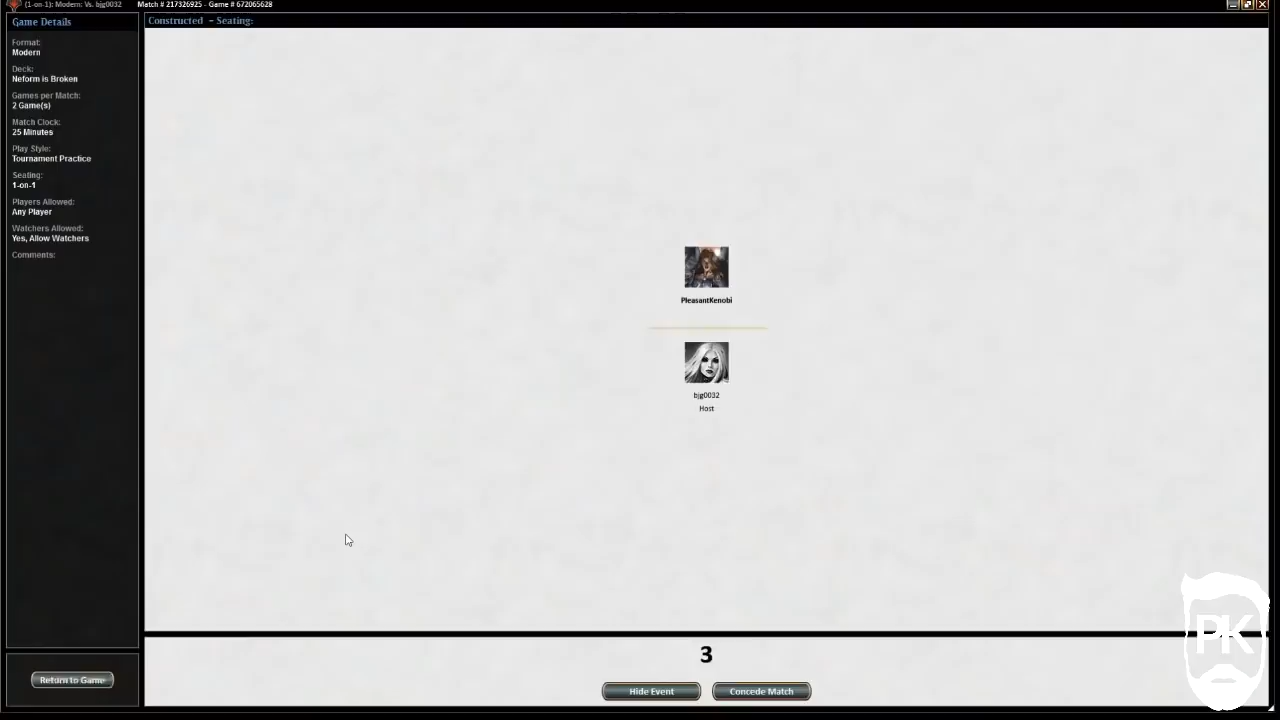 (1-on-1): Modern: Vs. bjg0032 Match # 217326925 - Game # 672065628
Game Details
Constructed - Seating:
Format:
Modern
Deck:
Neform is Broken
Games per Match:
2 Game(s)
Match Clock:
25 Minutes
Play Style:
Tournament Practice
Seating:
1-on-1
Players Allowed:
Any Player
Watchers Allowed:
Yes, Allow Watchers
Comments:
PleasantKenobi
bjg0032
Host
3
Return to Game
Hide Event
Concede Match
PK